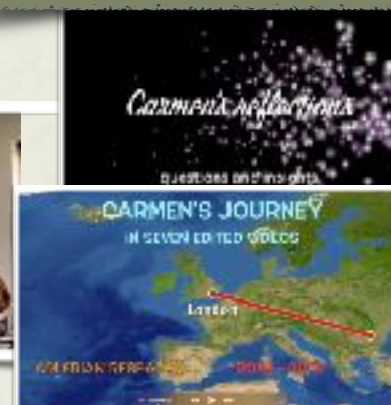 Carmen's reflections
questions and insights
CARMEN'S JOURNEY
IN SEVEN EDITED VIDEOS
London